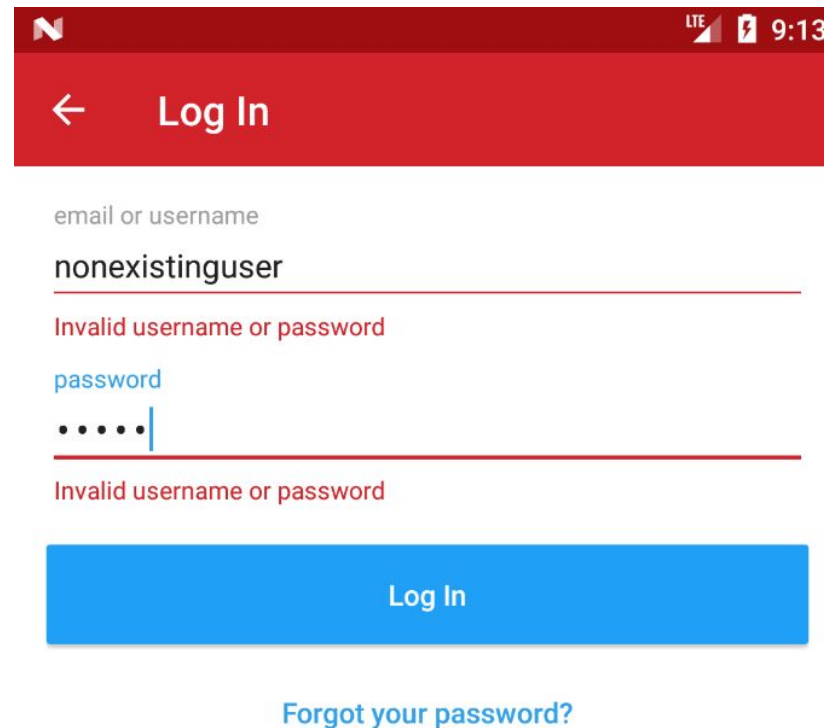 LTE 9:13
Log In
email or username
nonexistinguser
Invalid username or password
password
•••••
Invalid username or password
Log In
Forgot your password?